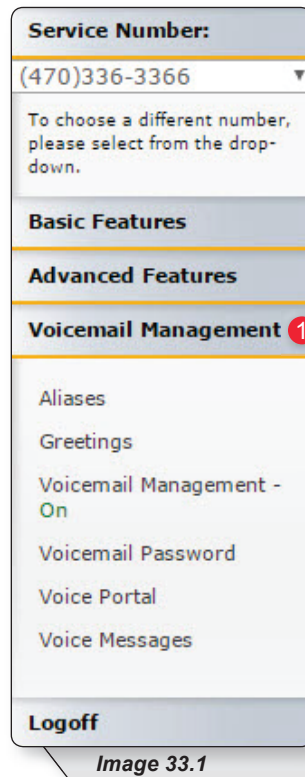 Service Number:
(470)336-3366 ▼
To choose a different number,
please select from the drop-
down.
Basic Features
Advanced Features
Voicemail Management 1
Aliases
Greetings
Voicemail Management -
On
Voicemail Password
Voice Portal
Voice Messages
Logoff
Image 33.1